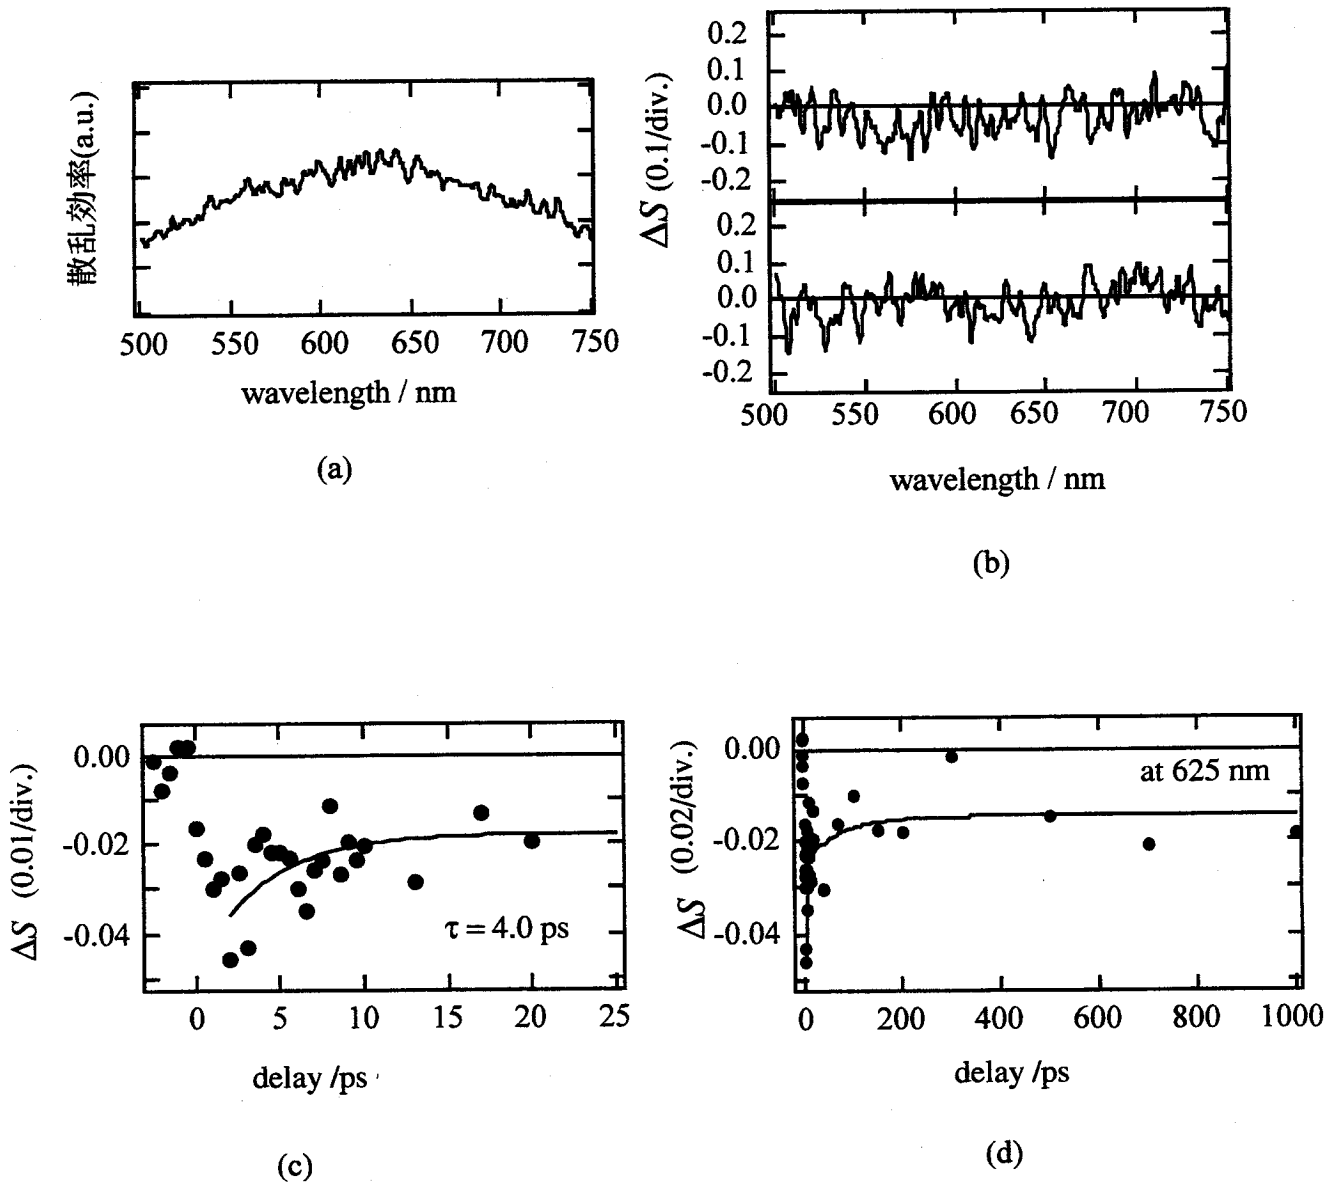 散乱効率(a.u.)
500 550 600 650 700 750
wavelength / nm
(a)
ΔS (0.1/div.)
0.2
0.1
0.0
-0.1
-0.2
0.2
0.1
0.0
-0.1
-0.2
500 550 600 650 700 750
wavelength / nm
(b)
ΔS (0.01/div.)
0.00
-0.02
-0.04
τ = 4.0 ps
0 5 10 15 20 25
delay /ps
(c)
ΔS (0.02/div.)
0.00
-0.02
-0.04
at 625 nm
0 200 400 600 800 1000
delay /ps
(d)